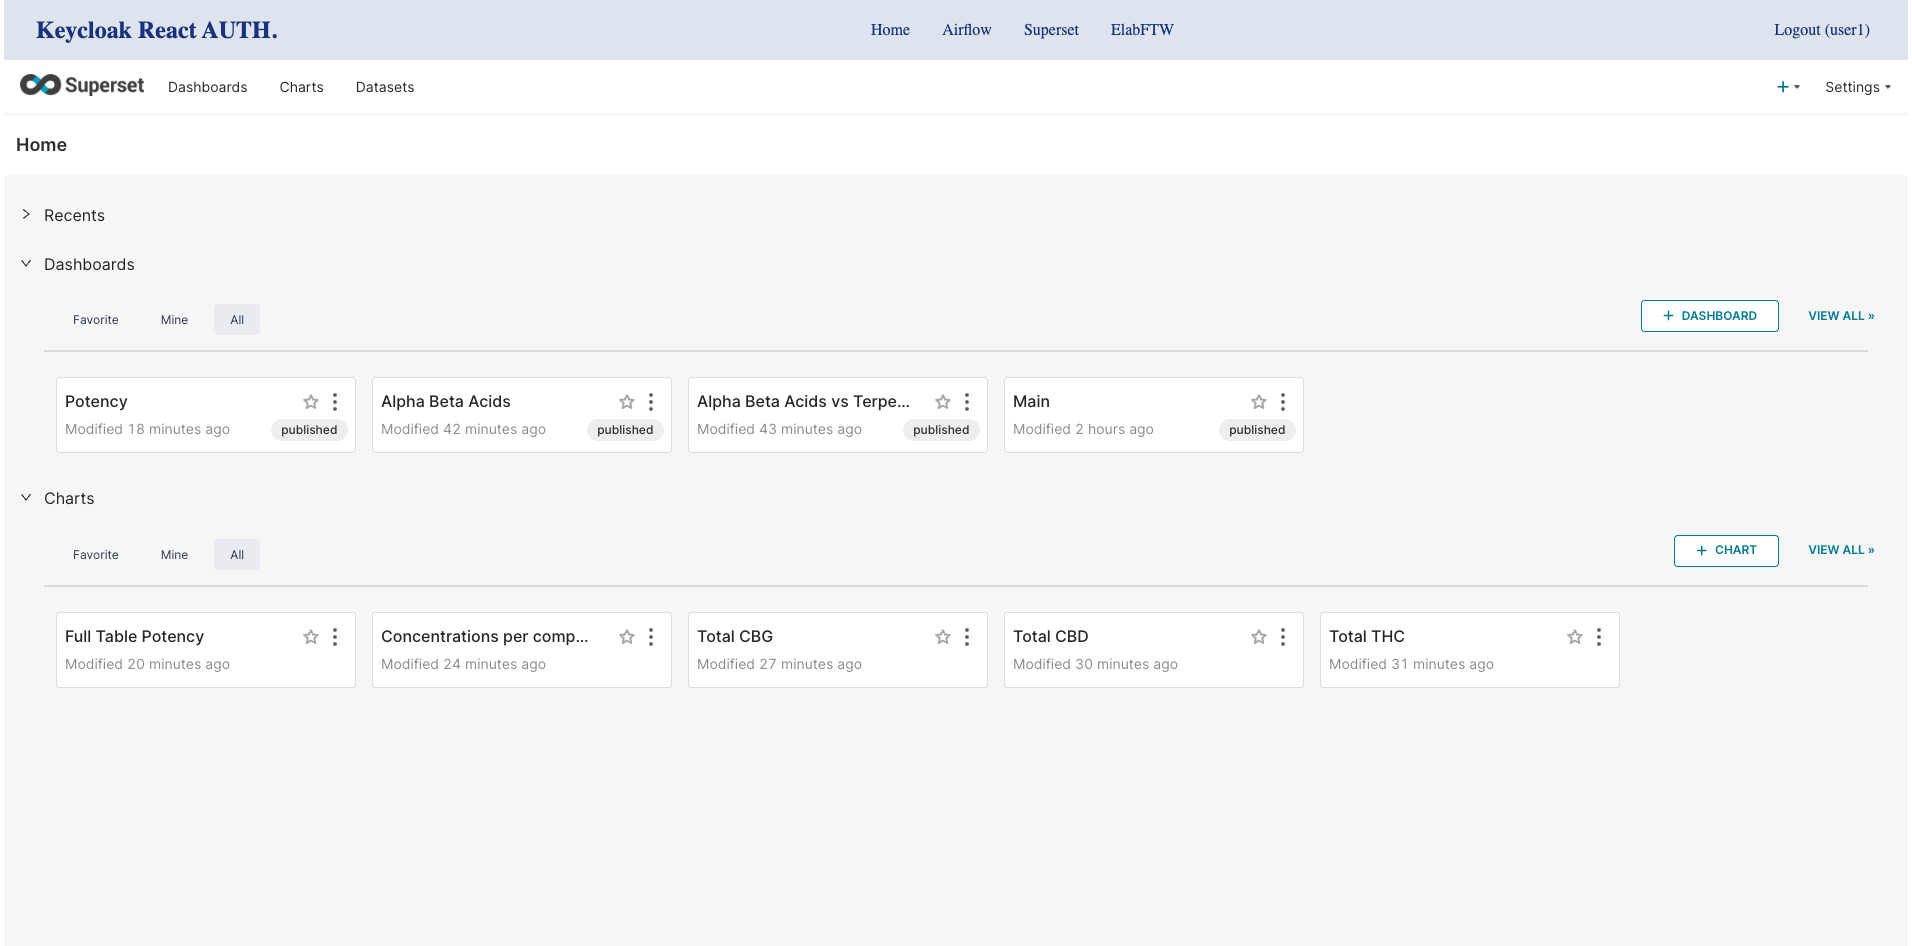 Keycloak React AUTH. Home Airflow Superset ElabFTW Logout (user1)
Superset Dashboards Charts Datasets + Settings
Home
Recents
Dashboards
Favorite Mine All + DASHBOARD VIEW ALL »
Potency Alpha Beta Acids Alpha Beta Acids vs Terpe... Main
Modified 18 minutes ago published Modified 42 minutes ago published Modified 43 minutes ago published Modified 2 hours ago published
Charts
Favorite Mine All + CHART VIEW ALL »
Full Table Potency Concentrations per comp... Total CBG Total CBD Total THC
Modified 20 minutes ago Modified 24 minutes ago Modified 27 minutes ago Modified 30 minutes ago Modified 31 minutes ago